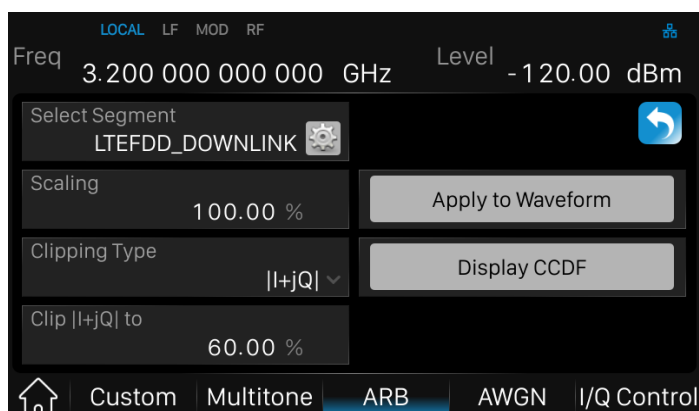 LOCAL LF MOD RF
Freq 3.200 000 000 000 GHz Level -120.00 dBm
Select Segment
LTEFDD_DOWNLINK
Scaling
100.00 %
Apply to Waveform
Clipping Type
|I+jQ|
Display CCDF
Clip |I+jQ| to
60.00 %
Custom Multitone ARB AWGN I/Q Control